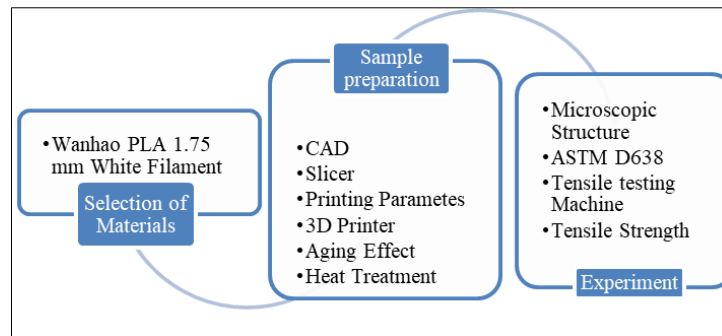 •Wanhao PLA 1.75
mm White Filament
Selection of
Materials
Sample
preparation
•CAD
•Slicer
•Printing Parametes
•3D Printer
•Aging Effect
•Heat Treatment
•Microscopic
Structure
•ASTM D638
•Tensile testing
Machine
•Tensile Strength
Experiment